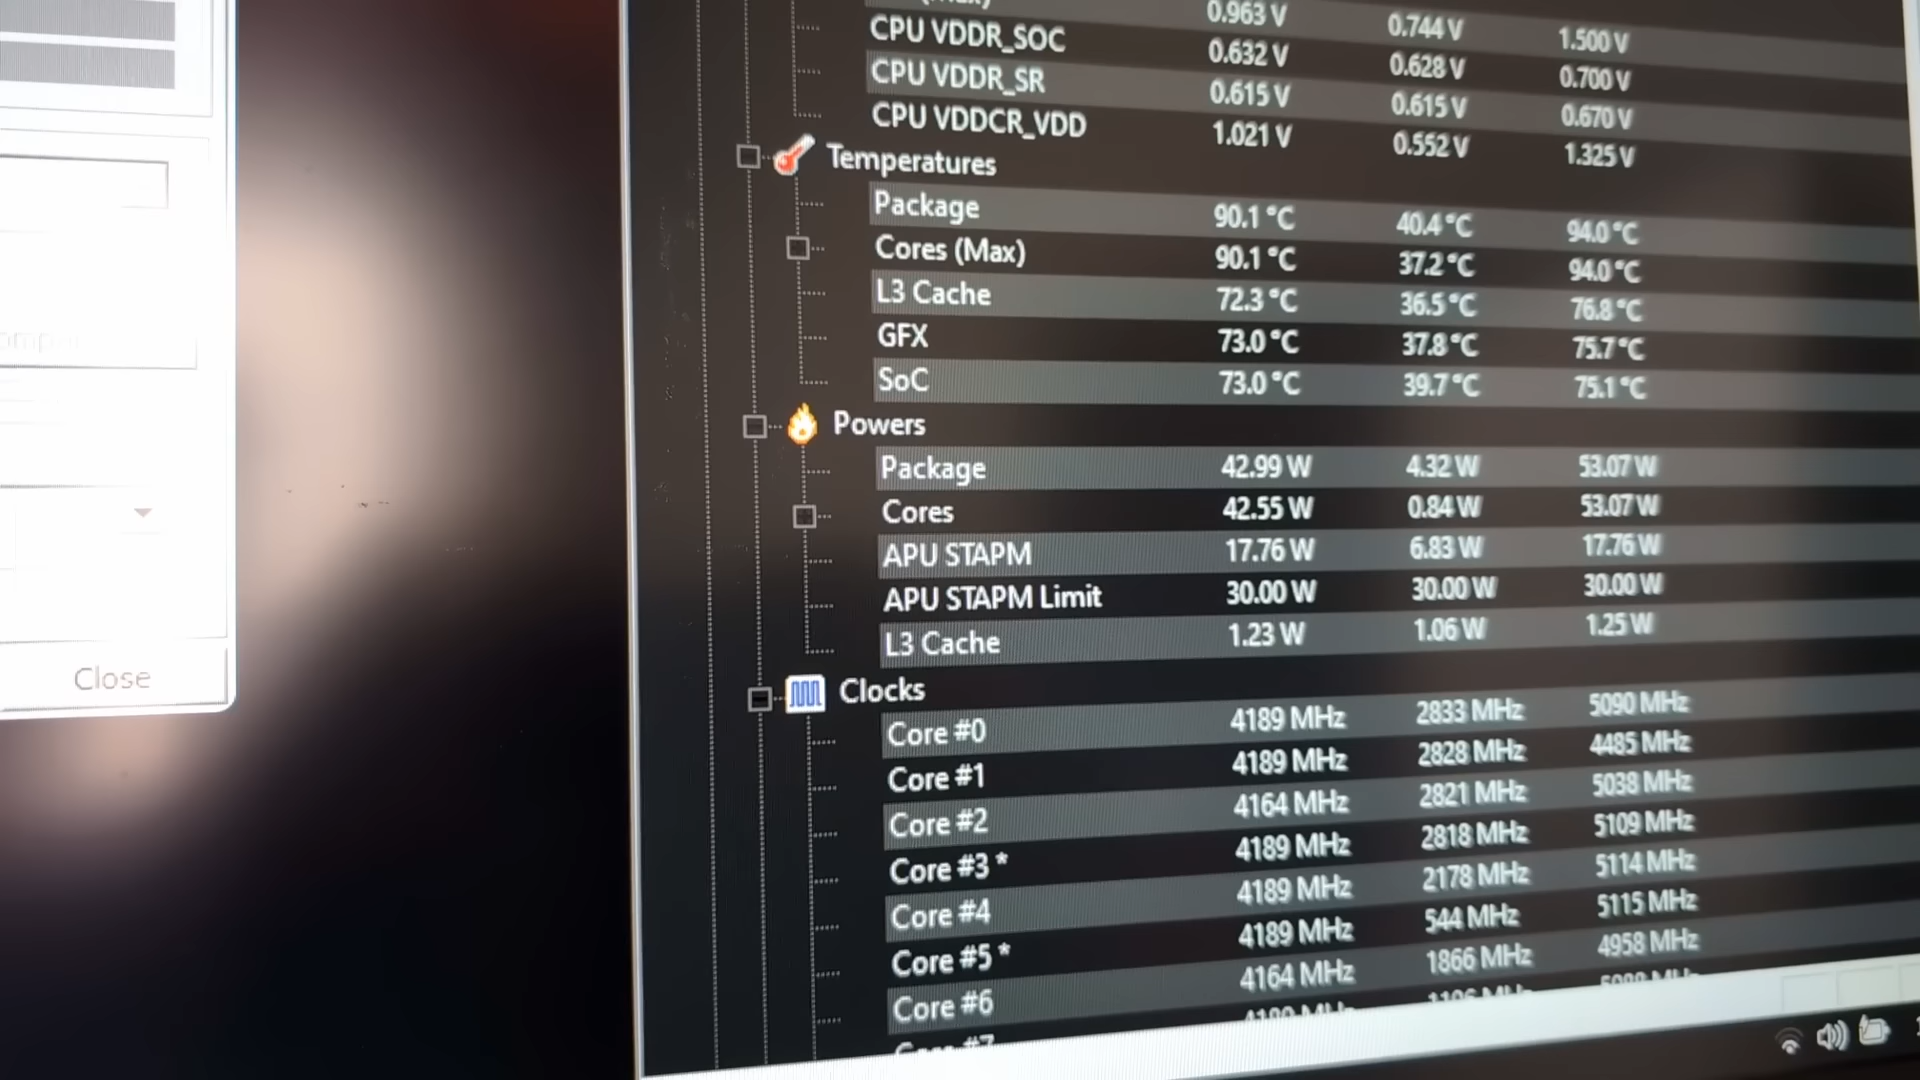 0.963 V 0.744 V 1.500 V
CPU VDDR_SOC 0.632 V 0.628 V 0.700 V
CPU VDDR_SR 0.615 V 0.615 V 0.670 V
CPU VDDCR_VDD 1.021 V 0.552 V 1.325 V
Temperatures
Package 90.1 °C 40.4 °C 94.0 °C
Cores (Max) 90.1 °C 37.2 °C 94.0 °C
L3 Cache 72.3 °C 36.5 °C 76.8 °C
GFX 73.0 °C 37.8 °C 75.7 °C
SoC 73.0 °C 39.7 °C 75.1 °C
Powers
Package 42.99 W 4.32 W 53.07 W
Cores 42.55 W 0.84 W 53.07 W
APU STAPM 17.76 W 6.83 W 17.76 W
APU STAPM Limit 30.00 W 30.00 W 30.00 W
L3 Cache 1.23 W 1.06 W 1.25 W
Clocks
Core #0 4189 MHz 2833 MHz 5090 MHz
Core #1 4189 MHz 2828 MHz 4485 MHz
Core #2 4164 MHz 2821 MHz 5038 MHz
Core #3 * 4189 MHz 2818 MHz 5109 MHz
Core #4 4189 MHz 2178 MHz 5114 MHz
Core #5 * 4189 MHz 544 MHz 5115 MHz
Core #6 4164 MHz 1866 MHz 4958 MHz
Close